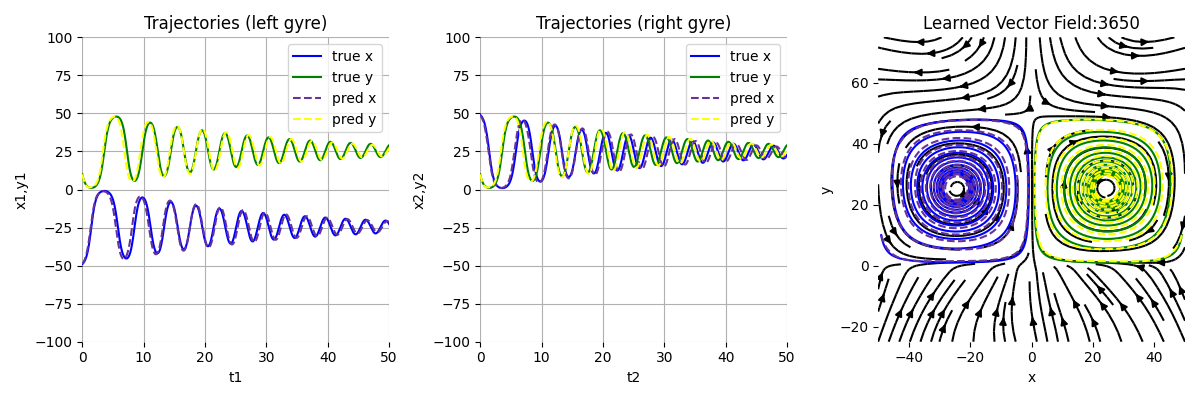 Trajectories (left gyre)
100
75
50
25
0
−25
−50
−75
−100
0
10
20
30
40
50
t1
x1,y1
true x
true y
pred x
pred y
Trajectories (right gyre)
100
75
50
25
0
−25
−50
−75
−100
0
10
20
30
40
50
t2
x2,y2
true x
true y
pred x
pred y
Learned Vector Field:3650
60
40
20
0
−20
−40
−20
0
20
40
x
y